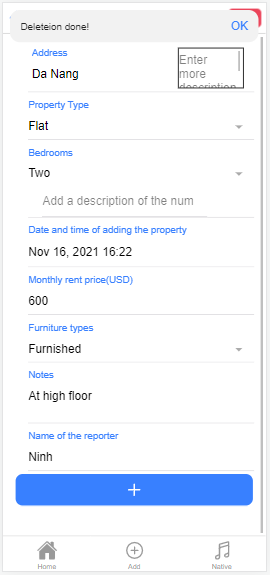 Deleteion done!
OK
Address
Da Nang
Enter
more
description
Property Type
Flat
Bedrooms
Two
Add a description of the num
Date and time of adding the property
Nov 16, 2021 16:22
Monthly rent price(USD)
600
Furniture types
Furnished
Notes
At high floor
Name of the reporter
Ninh
Home
Add
Native